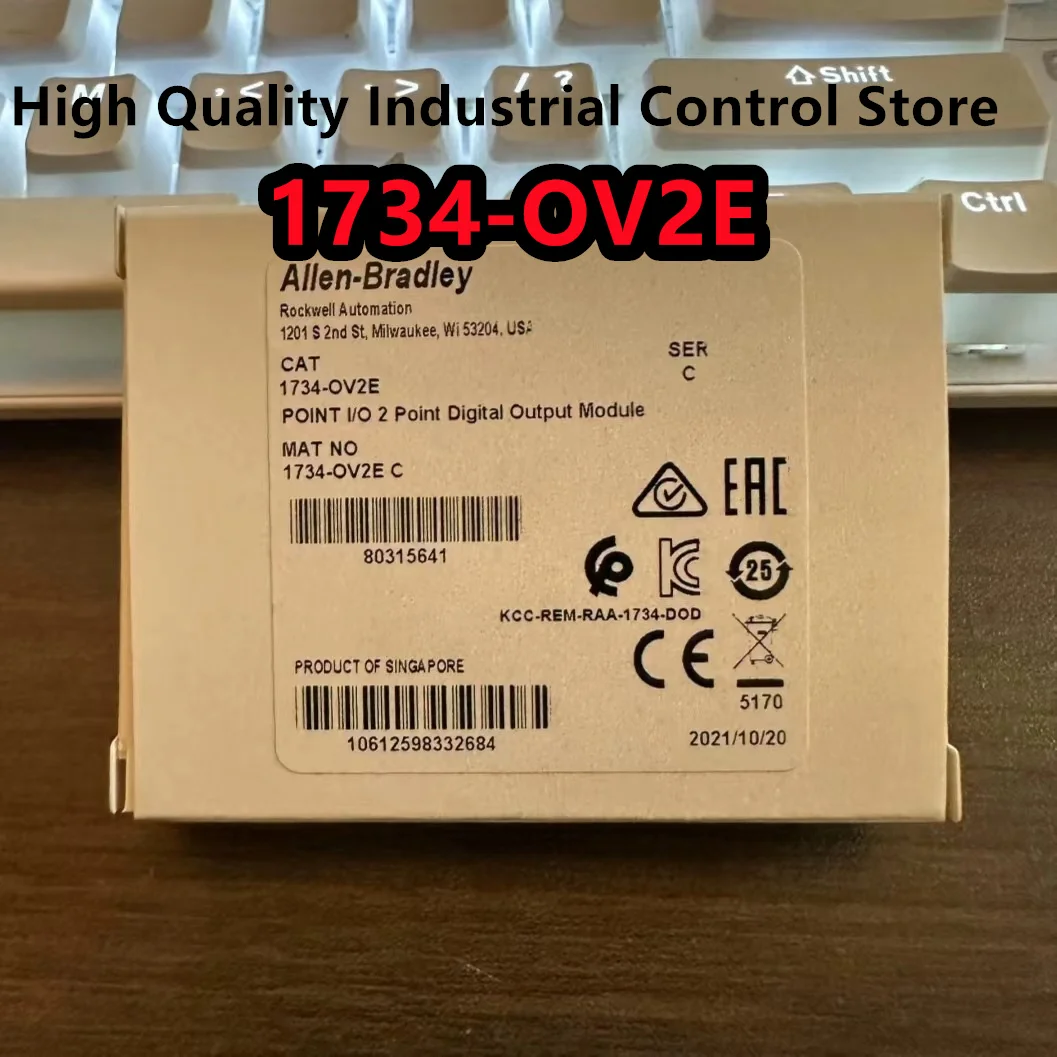 M < > / ? Shift
High Quality Industrial Control Store
1734-OV2E
Ctrl
Allen-Bradley
Rockwell Automation
1201 S 2nd St, Milwaukee, Wi 53204, USA
CAT
1734-OV2E
SER
C
POINT I/O 2 Point Digital Output Module
MAT NO
1734-OV2E C
EAC
80315641
25
KCC-REM-RAA-1734-DOD
CE
PRODUCT OF SINGAPORE
5170
10612598332684
2021/10/20